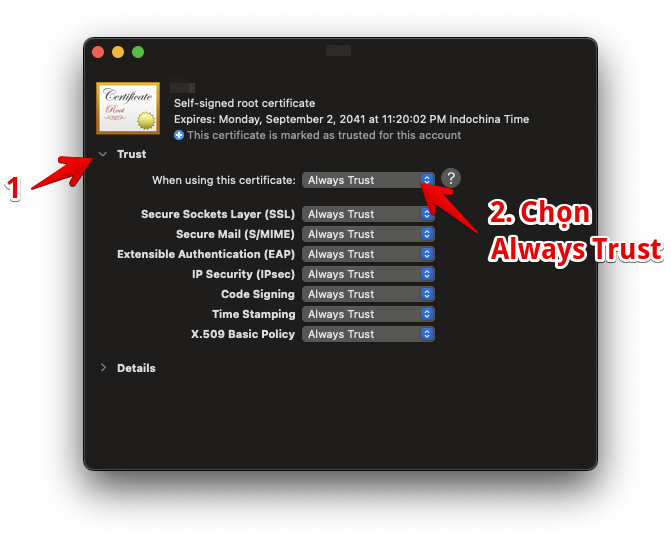 Certificate
Root
Self-signed root certificate
Expires: Monday, September 2, 2041 at 11:20:02 PM Indochina Time
This certificate is marked as trusted for this account
1
Trust
When using this certificate: Always Trust ?
2. Chọn
Always Trust
Secure Sockets Layer (SSL) Always Trust
Secure Mail (S/MIME) Always Trust
Extensible Authentication (EAP) Always Trust
IP Security (IPsec) Always Trust
Code Signing Always Trust
Time Stamping Always Trust
X.509 Basic Policy Always Trust
Details